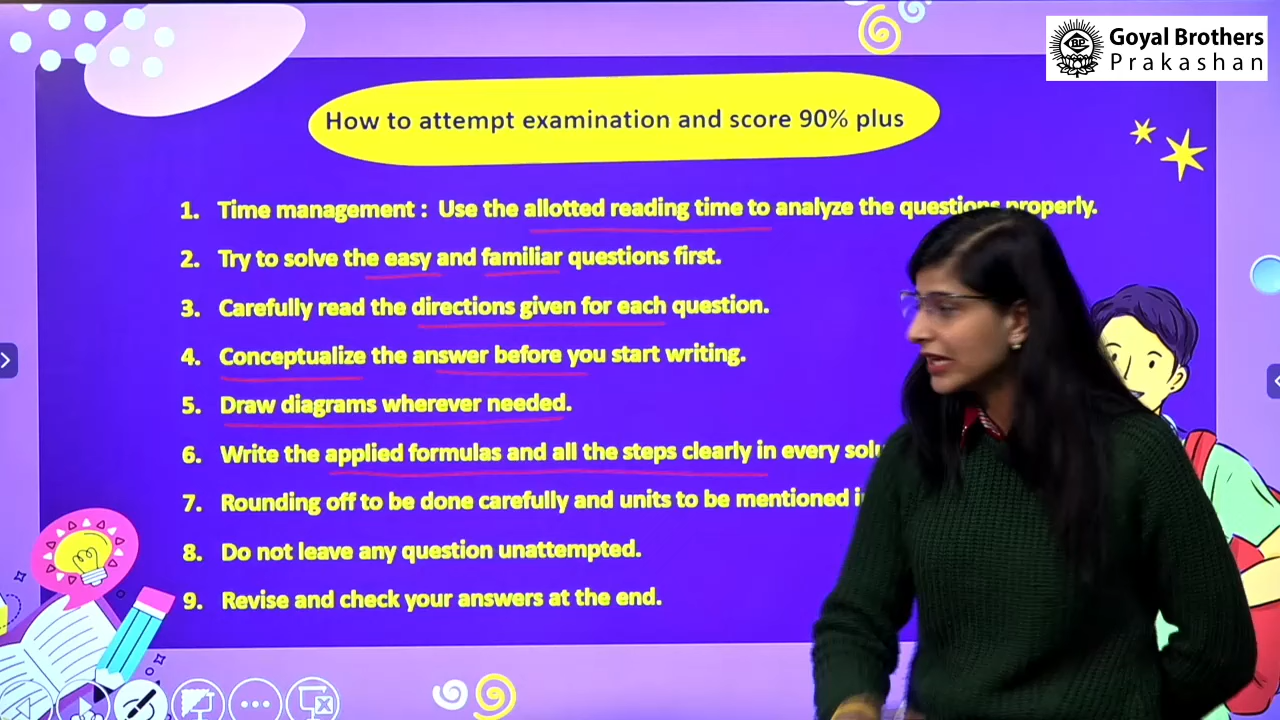 Goyal Brothers
Prakashan
How to attempt examination and score 90% plus
1. Time management : Use the allotted reading time to analyze the questions properly.
2. Try to solve the easy and familiar questions first.
3. Carefully read the directions given for each question.
4. Conceptualize the answer before you start writing.
5. Draw diagrams wherever needed.
6. Write the applied formulas and all the steps clearly in every
7. Rounding off to be done carefully and units to be mentioned
8. Do not leave any question unattempted.
9. Revise and check your answers at the end.